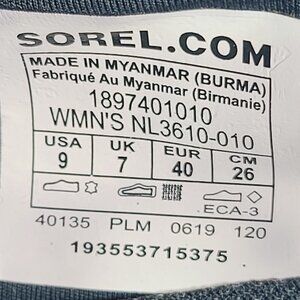 SOREL.COM
MADE IN MYANMAR (BURMA)
Fabriqué Au Myanmar (Birmanie)
1897401010
WMN'S NL3610-010
USA UK EUR CM
9 7 40 26
ECA-3
40135 PLM 0619 120
193553715375